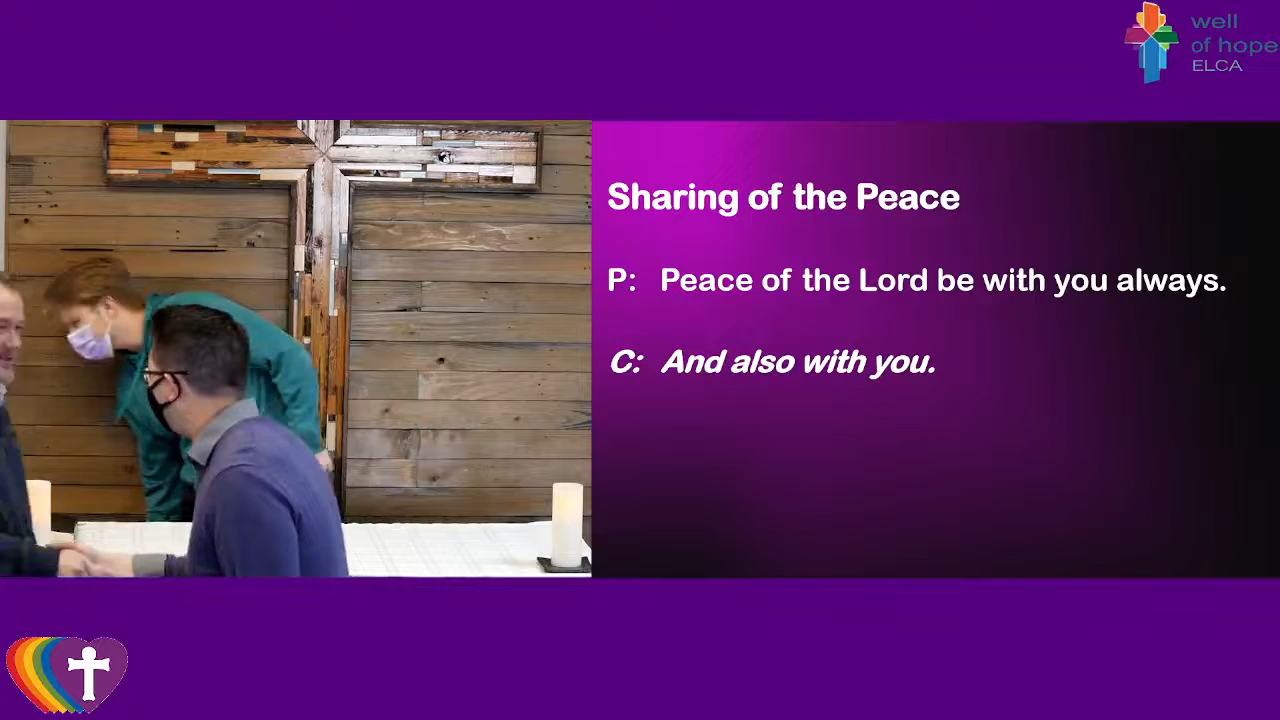 well
of hope
ELCA
Sharing of the Peace
P: Peace of the Lord be with you always.
C: And also with you.